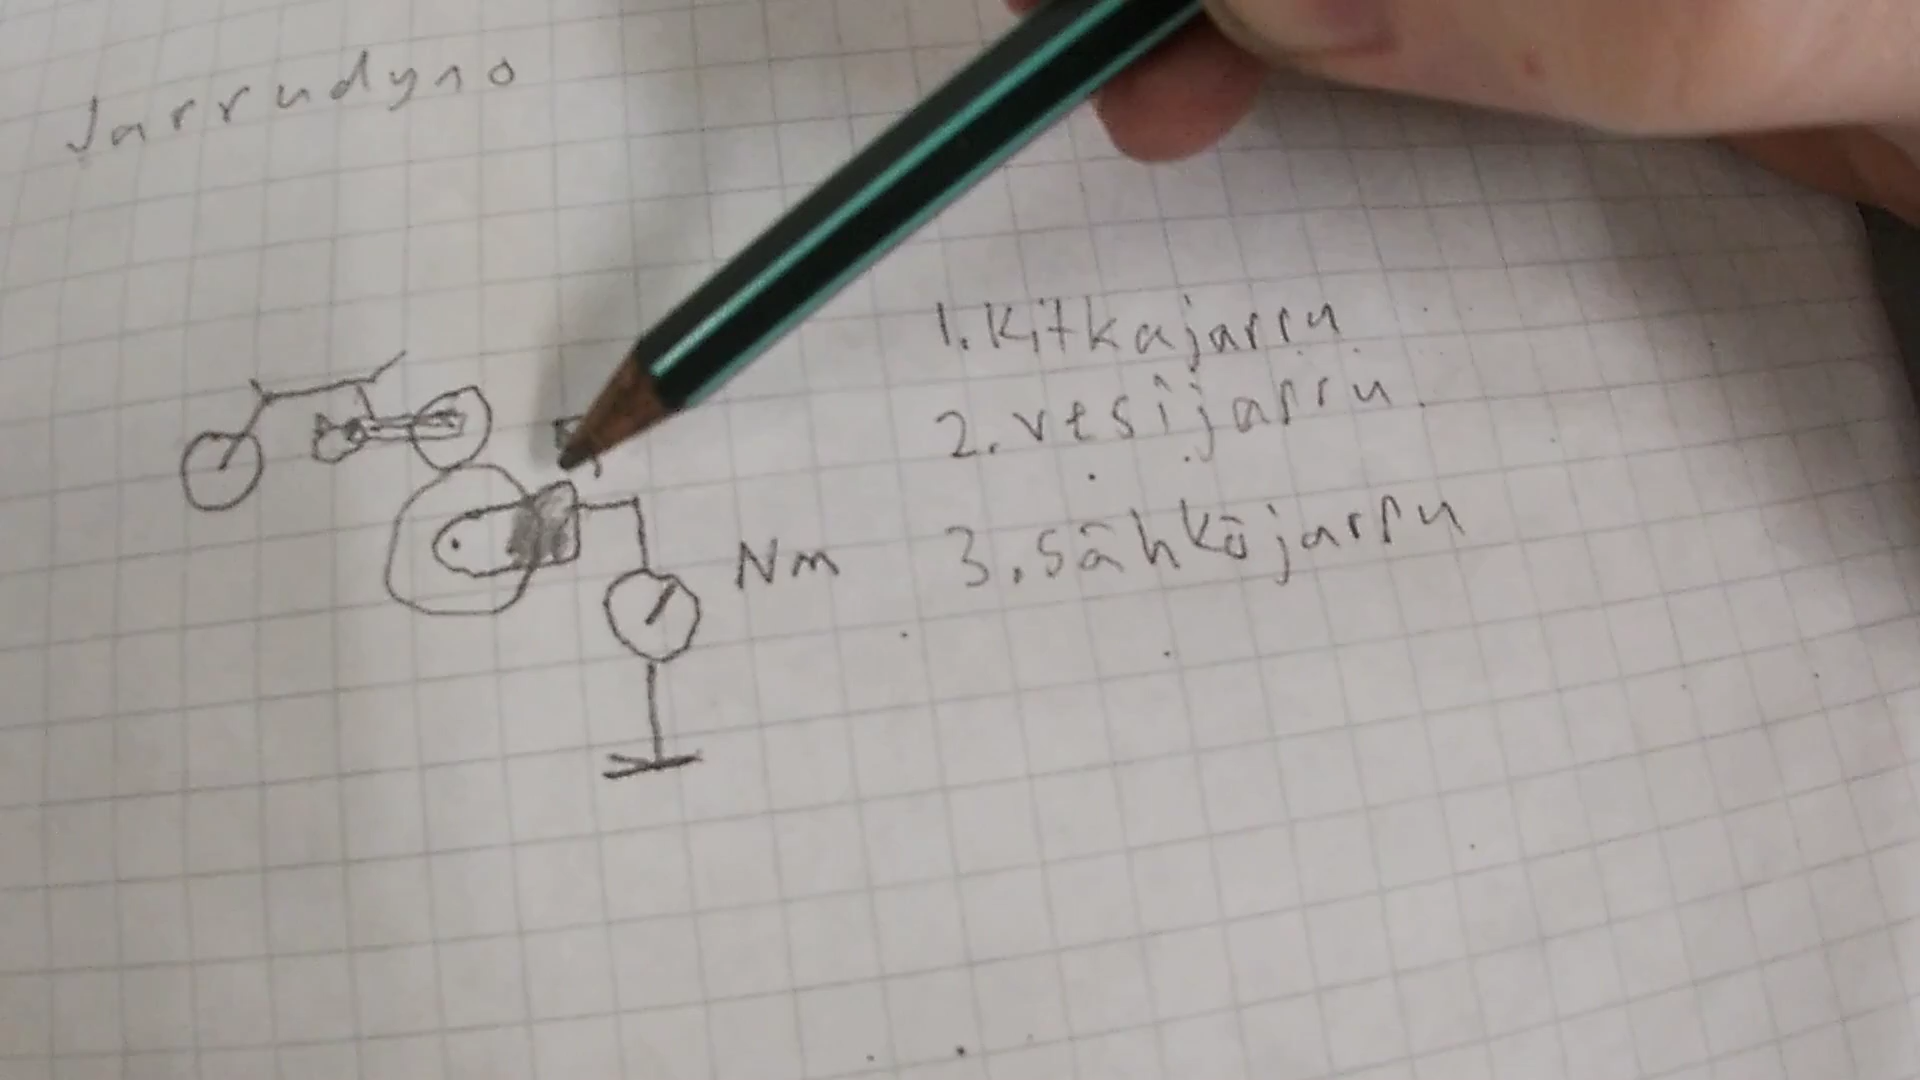 Jarrudyno
1. Kitkajarru
2. vesijarru
Nm
3. sähköjarru